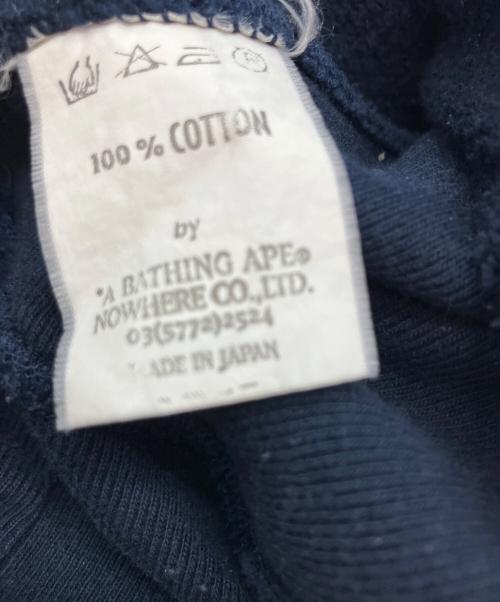 100 % COTTON
by
"A BATHING APE®
NOWHERE CO.,LTD.
03(5772)2524
MADE IN JAPAN